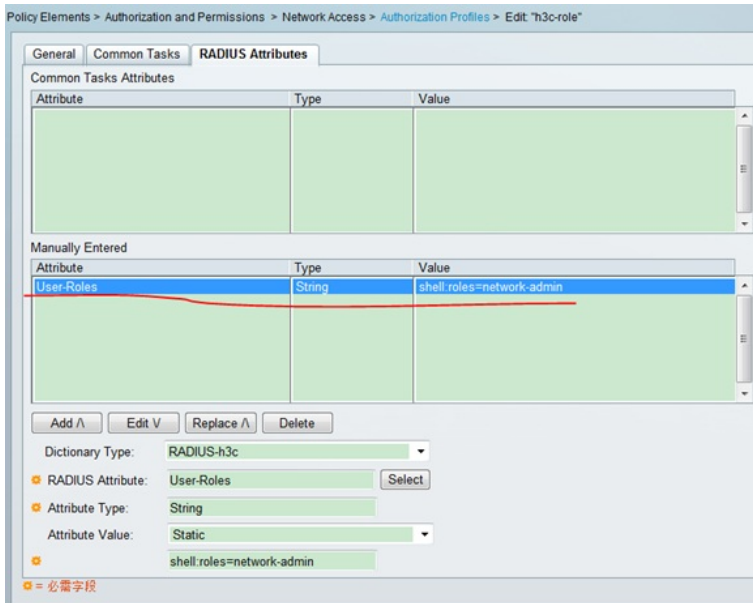 Policy Elements > Authorization and Permissions > Network Access > Authorization Profiles > Edit: "h3c-role"
General Common Tasks RADIUS Attributes
Common Tasks Attributes
Attribute Type Value
Manually Entered
Attribute Type Value
User-Roles String shell:roles=network-admin
Add /\ Edit \/ Replace /\ Delete
Dictionary Type: RADIUS-h3c
RADIUS Attribute: User-Roles Select
Attribute Type: String
Attribute Value: Static
shell:roles=network-admin
= 必需字段